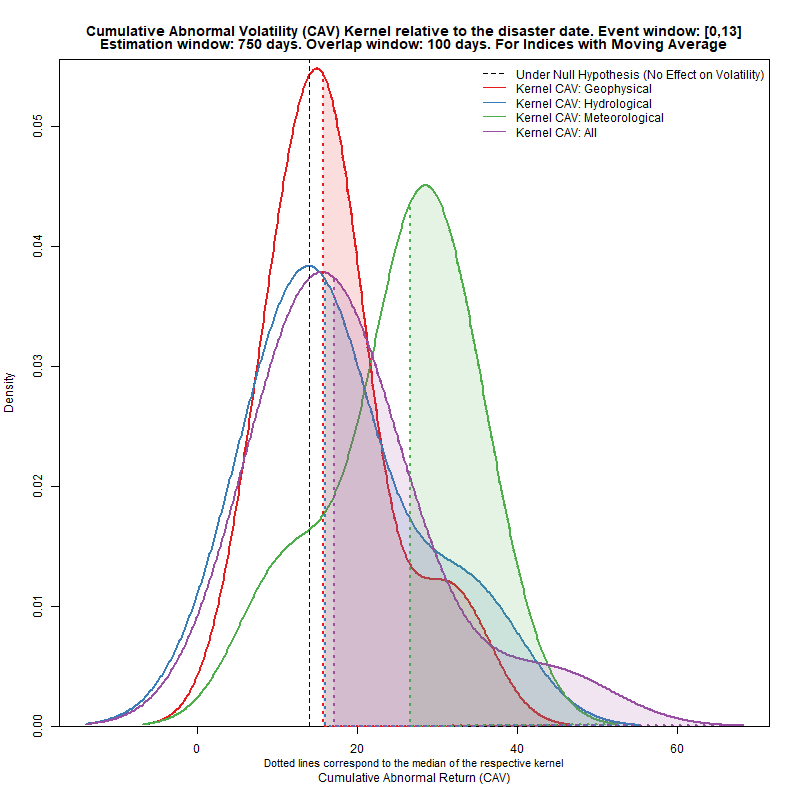 Cumulative Abnormal Volatility (CAV) Kernel relative to the disaster date. Event window: [0,13]
Estimation window: 750 days. Overlap window: 100 days. For Indices with Moving Average
Under Null Hypothesis (No Effect on Volatility)
Kernel CAV: Geophysical
Kernel CAV: Hydrological
Kernel CAV: Meteorological
Kernel CAV: All
Density
0.05
0.04
0.03
0.02
0.01
0.00
0 20 40 60
Dotted lines correspond to the median of the respective kernel
Cumulative Abnormal Return (CAV)